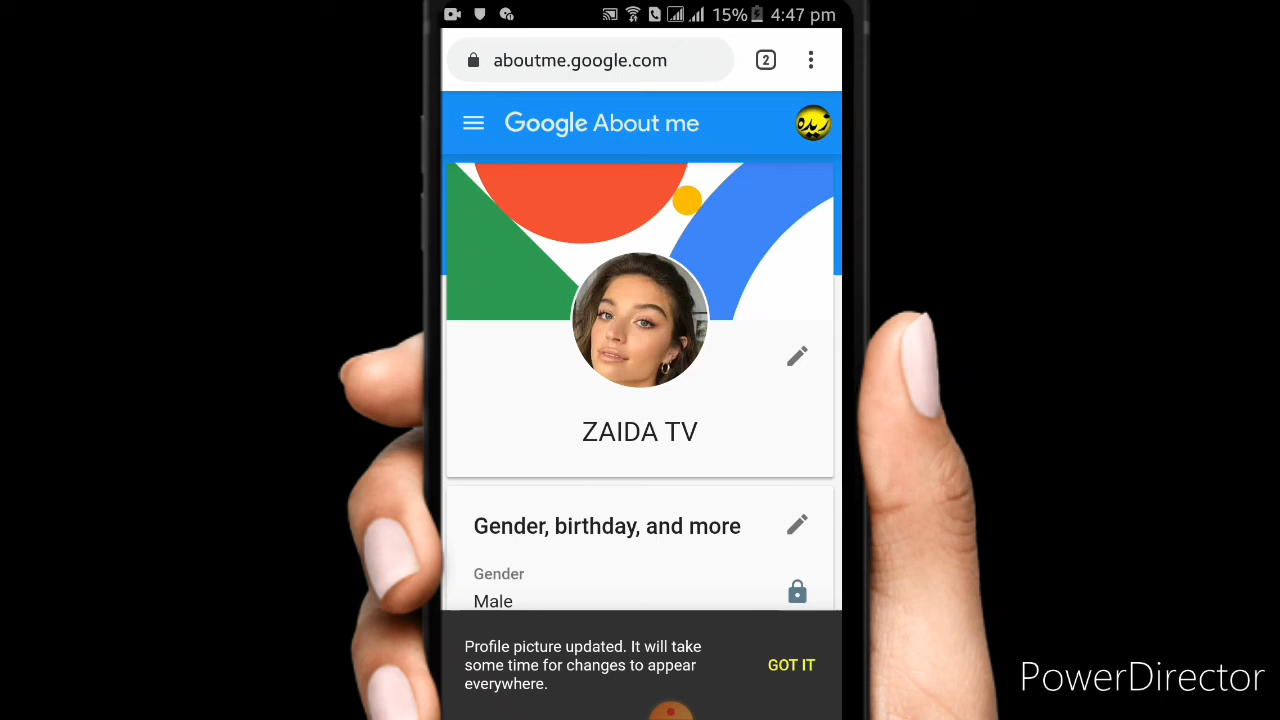 15% 4:47 pm
aboutme.google.com
2
Google About me
زیده
ZAIDA TV
Gender, birthday, and more
Gender
Male
Profile picture updated. It will take
some time for changes to appear
everywhere.
GOT IT
PowerDirector